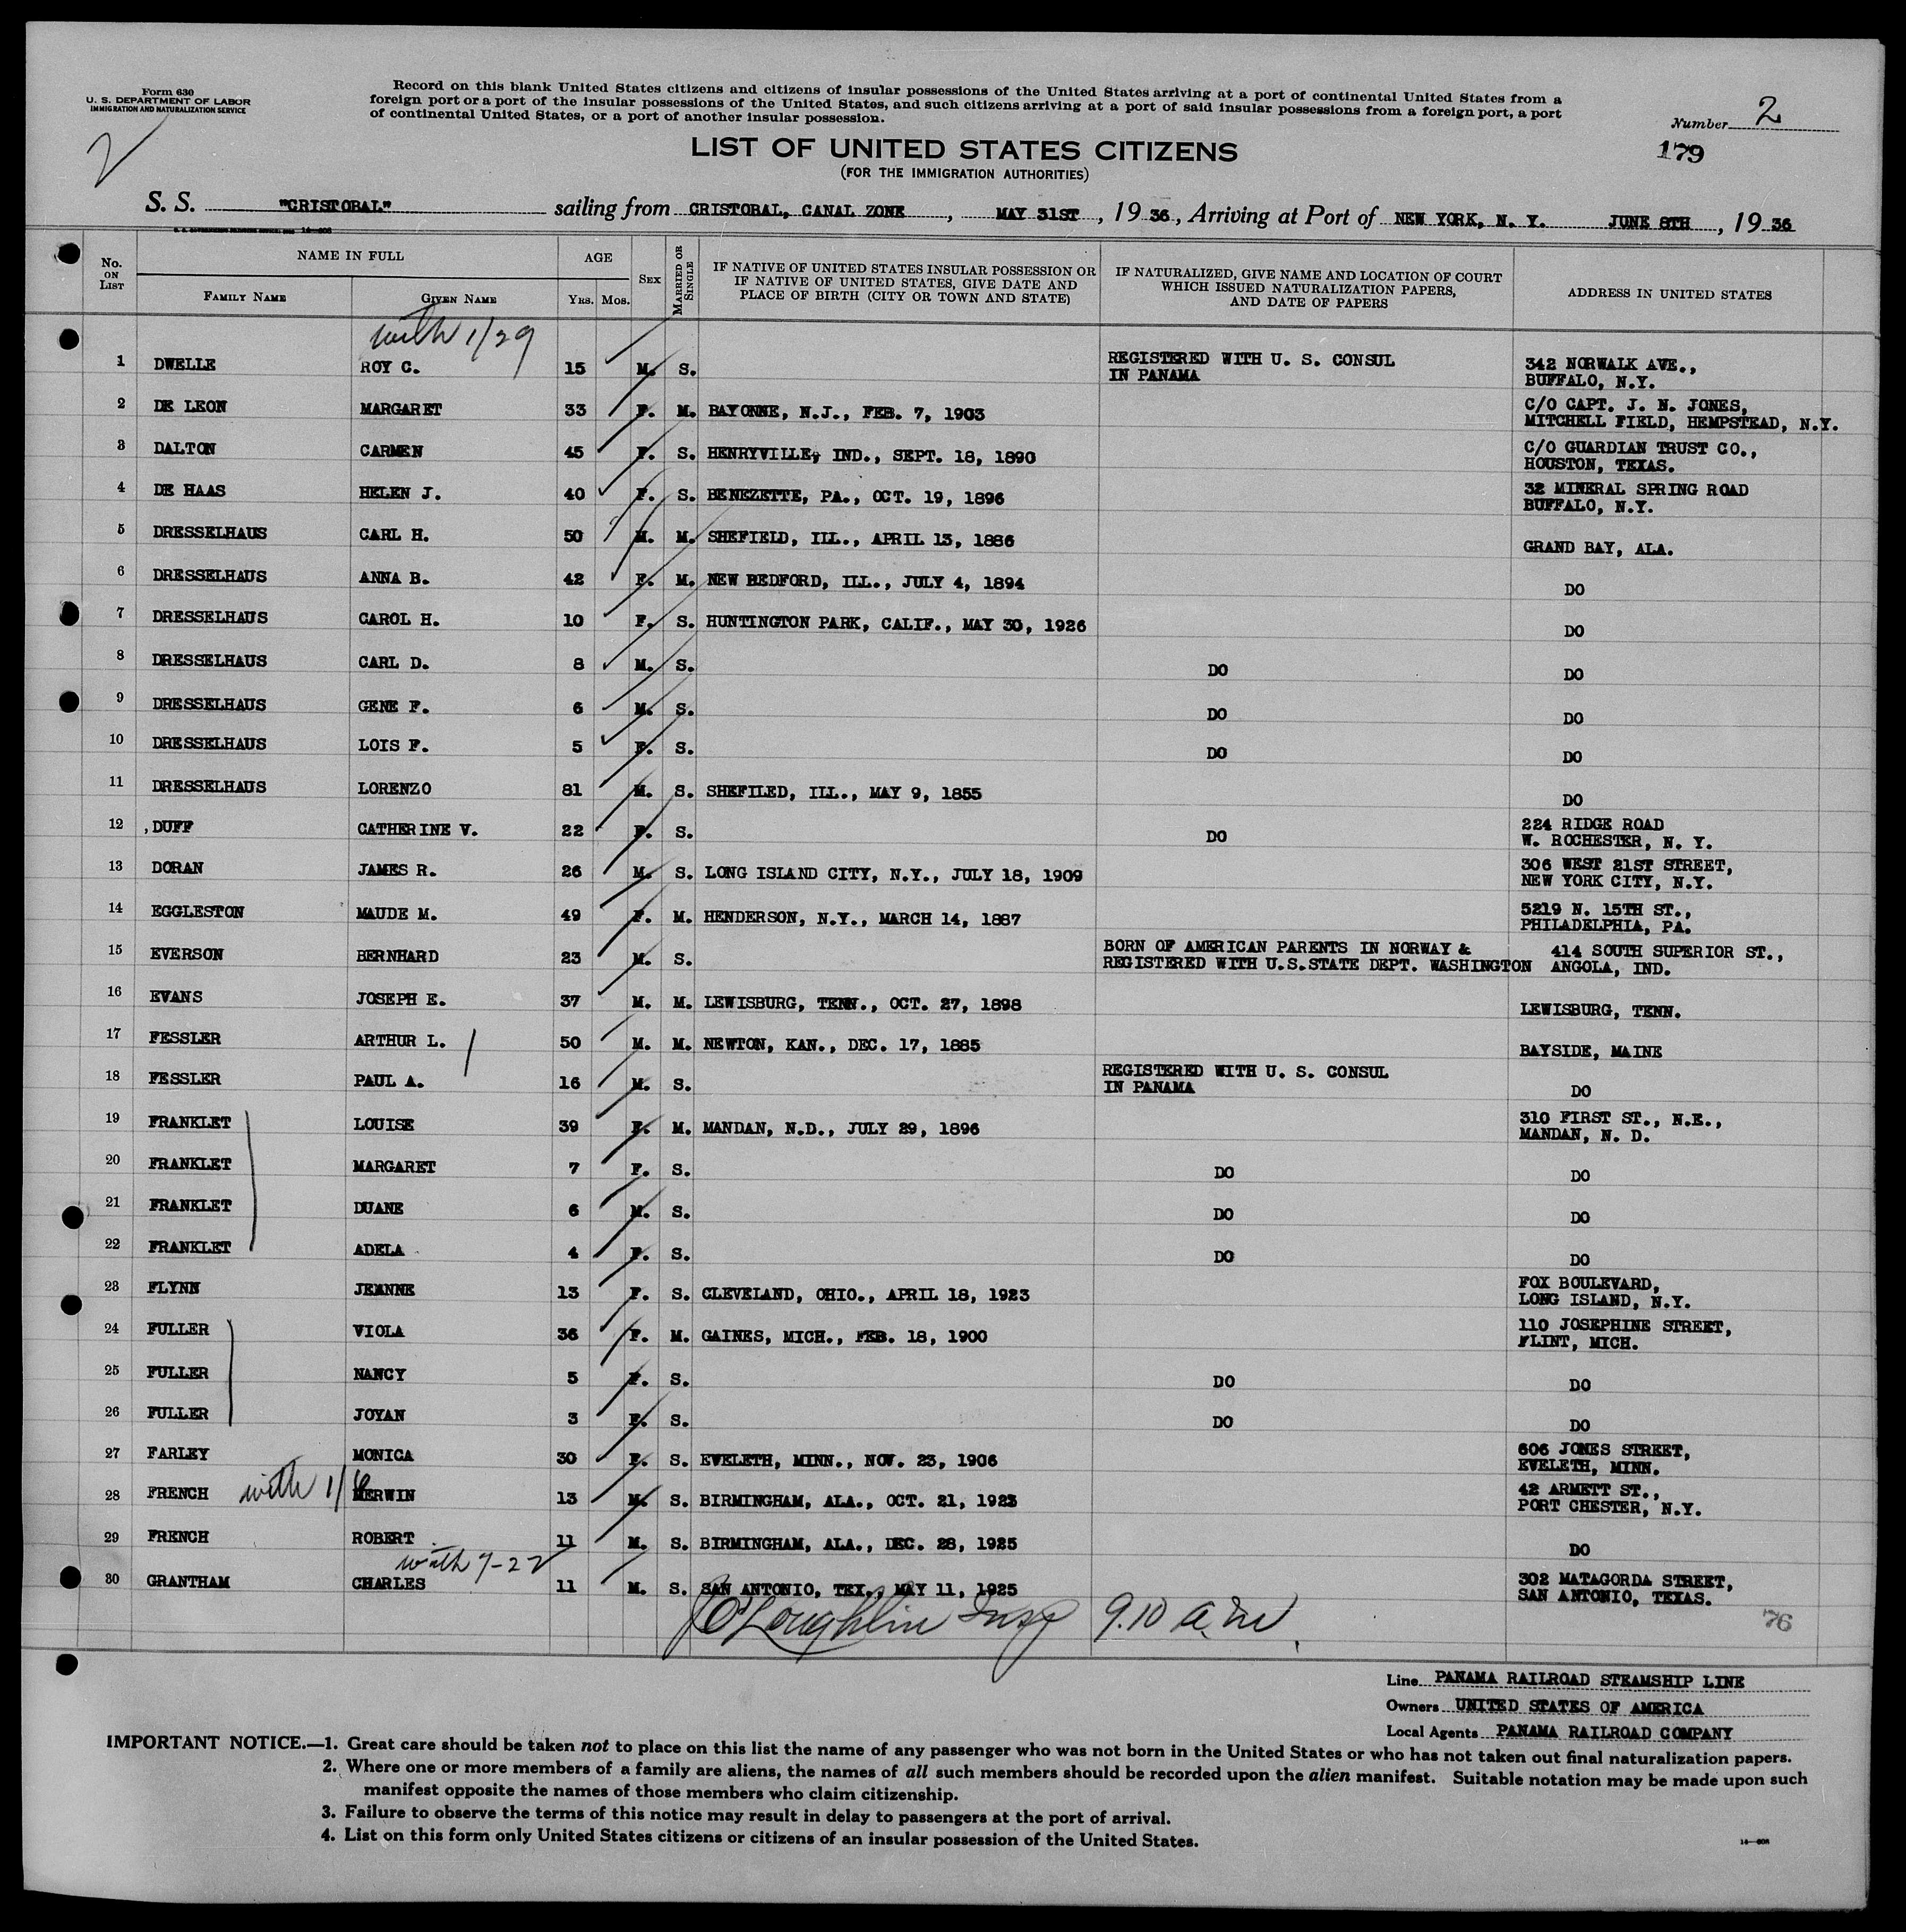 Form 630
U. S. DEPARTMENT OF LABOR
IMMIGRATION AND NATURALIZATION SERVICE
Record on this blank United States citizens and citizens of insular possessions of the United States arriving at a port of continental United States from a
foreign port or a port of the insular possessions of the United States, and such citizens arriving at a port of said insular possessions from a foreign port, a port
of continental United States, or a port of another insular possession.
Number 2
179
2
LIST OF UNITED STATES CITIZENS
(FOR THE IMMIGRATION AUTHORITIES)
S. S. "CRISTOBAL" sailing from CRISTOBAL, CANAL ZONE, MAY 31ST, 1936, Arriving at Port of NEW YORK, N. Y. JUNE 8TH, 1936
No. ON LIST
NAME IN FULL
FAMILY NAME GIVEN NAME
AGE
YRS. MOS.
SEX
MARRIED OR SINGLE
IF NATIVE OF UNITED STATES INSULAR POSSESSION OR
IF NATIVE OF UNITED STATES, GIVE DATE AND
PLACE OF BIRTH (CITY OR TOWN AND STATE)
IF NATURALIZED, GIVE NAME AND LOCATION OF COURT
WHICH ISSUED NATURALIZATION PAPERS,
AND DATE OF PAPERS
ADDRESS IN UNITED STATES
with 1/29
1 DWELLE ROY C. 15 M. S. REGISTERED WITH U. S. CONSUL IN PANAMA 342 NORWALK AVE., BUFFALO, N.Y.
2 DE LEON MARGARET 33 F. M. BAYONNE, N.J., FEB. 7, 1903 C/O CAPT. J. N. JONES, MITCHELL FIELD, HEMPSTEAD, N.Y.
3 DALTON CARMEN 45 F. S. HENRYVILLE, IND., SEPT. 18, 1890 C/O GUARDIAN TRUST CO., HOUSTON, TEXAS.
4 DE HAAS HELEN J. 40 F. S. BENEZETTE, PA., OCT. 19, 1896 32 MINERAL SPRING ROAD BUFFALO, N.Y.
5 DRESSELHAUS CARL H. 50 M. M. SHEFIELD, ILL., APRIL 13, 1886 GRAND BAY, ALA.
6 DRESSELHAUS ANNA B. 42 F. M. NEW BEDFORD, ILL., JULY 4, 1894 DO
7 DRESSELHAUS CAROL H. 10 F. S. HUNTINGTON PARK, CALIF., MAY 30, 1926 DO
8 DRESSELHAUS CARL D. 8 M. S. DO DO
9 DRESSELHAUS GENE F. 6 M. S. DO DO
10 DRESSELHAUS LOIS F. 5 F. S. DO DO
11 DRESSELHAUS LORENZO 81 M. S. SHEFILED, ILL., MAY 9, 1855 DO
12 DUFF CATHERINE V. 22 F. S. DO 224 RIDGE ROAD W. ROCHESTER, N. Y.
13 DORAN JAMES R. 26 M. S. LONG ISLAND CITY, N.Y., JULY 18, 1909 306 WEST 21ST STREET, NEW YORK CITY, N.Y.
14 EGGLESTON MAUDE M. 49 F. M. HENDERSON, N.Y., MARCH 14, 1887 5219 N. 15TH ST., PHILADELPHIA, PA.
15 EVERSON BERNHARD 23 M. S. BORN OF AMERICAN PARENTS IN NORWAY & REGISTERED WITH U.S.STATE DEPT. WASHINGTON 414 SOUTH SUPERIOR ST., ANGOLA, IND.
16 EVANS JOSEPH E. 37 M. M. LEWISBURG, TENN., OCT. 27, 1898 LEWISBURG, TENN.
17 FESSLER ARTHUR L. 50 M. M. NEWTON, KAN., DEC. 17, 1885 BAYSIDE, MAINE
18 FESSLER PAUL A. 16 M. S. REGISTERED WITH U. S. CONSUL IN PANAMA DO
19 FRANKLET LOUISE 39 F. M. MANDAN, N.D., JULY 29, 1896 310 FIRST ST., N.E., MANDAN, N. D.
20 FRANKLET MARGARET 7 F. S. DO DO
21 FRANKLET DUANE 6 M. S. DO DO
22 FRANKLET ADELA 4 F. S. DO DO
23 FLYNN JEANNE 13 F. S. CLEVELAND, OHIO., APRIL 18, 1923 FOX BOULEVARD, LONG ISLAND, N.Y.
24 FULLER VIOLA 36 F. M. GAINES, MICH., FEB. 18, 1900 110 JOSEPHINE STREET, FLINT, MICH.
25 FULLER NANCY 5 F. S. DO DO
26 FULLER JOYAN 3 F. S. DO DO
27 FARLEY MONICA 30 F. S. EVELETH, MINN., NOV. 23, 1906 606 JONES STREET, EVELETH, MINN.
28 FRENCH with 1/6 MERWIN 13 M. S. BIRMINGHAM, ALA., OCT. 21, 1923 42 ARMETT ST., PORT CHESTER, N.Y.
29 FRENCH ROBERT 11 M. S. BIRMINGHAM, ALA., DEC. 28, 1925 DO
with 7-22
30 GRANTHAM CHARLES 11 M. S. SAN ANTONIO, TEX., MAY 11, 1925 302 MATAGORDA STREET, SAN ANTONIO, TEXAS.
O'Loughlin Insp 9.10 a.m.
76
Line PANAMA RAILROAD STEAMSHIP LINE
Owners UNITED STATES OF AMERICA
Local Agents PANAMA RAILROAD COMPANY
IMPORTANT NOTICE.—1. Great care should be taken not to place on this list the name of any passenger who was not born in the United States or who has not taken out final naturalization papers.
2. Where one or more members of a family are aliens, the names of all such members should be recorded upon the alien manifest. Suitable notation may be made upon such
manifest opposite the names of those members who claim citizenship.
3. Failure to observe the terms of this notice may result in delay to passengers at the port of arrival.
4. List on this form only United States citizens or citizens of an insular possession of the United States.